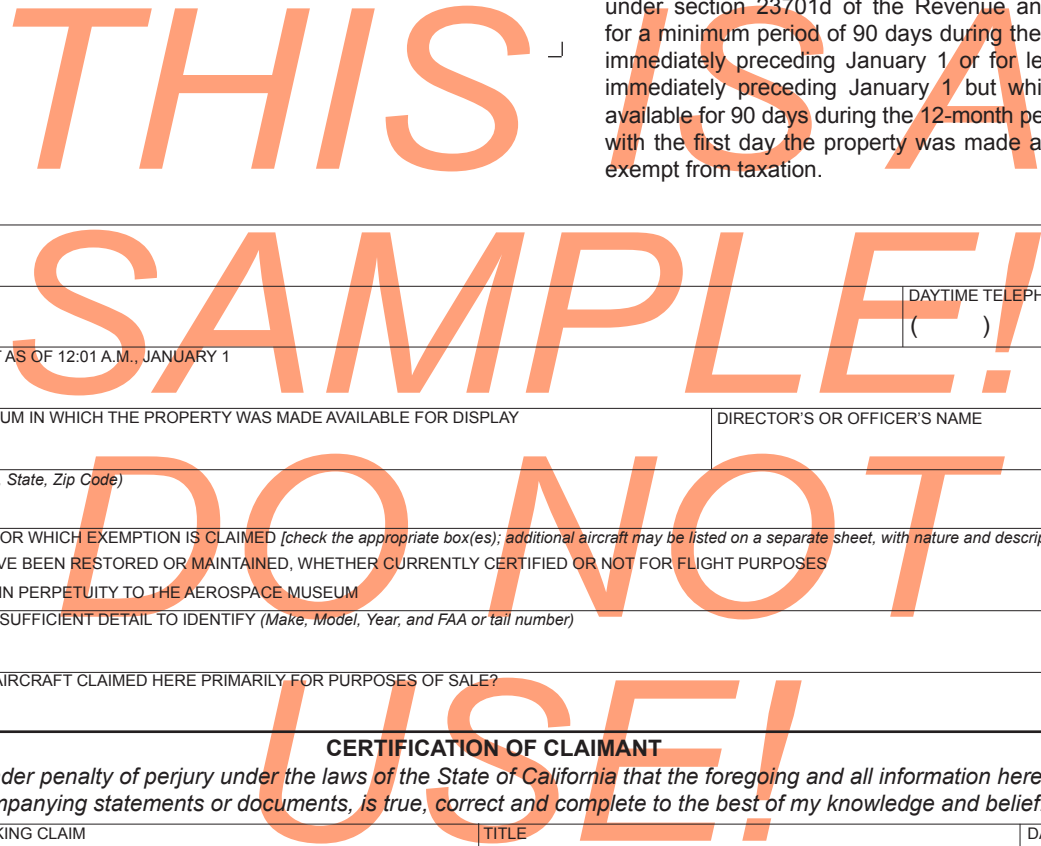 under section 23701d of the Revenue an
for a minimum period of 90 days during the
immediately preceding January 1 or for le
immediately preceding January 1 but whi
available for 90 days during the 12-month pe
with the first day the property was made a
exempt from taxation.
THIS IS A
SAMPLE!
DO NOT
USE!
DAYTIME TELEPH
( )
AS OF 12:01 A.M., JANUARY 1
UM IN WHICH THE PROPERTY WAS MADE AVAILABLE FOR DISPLAY
DIRECTOR'S OR OFFICER'S NAME
, State, Zip Code)
OR WHICH EXEMPTION IS CLAIMED [check the appropriate box(es); additional aircraft may be listed on a separate sheet, with nature and descrip
VE BEEN RESTORED OR MAINTAINED, WHETHER CURRENTLY CERTIFIED OR NOT FOR FLIGHT PURPOSES
IN PERPETUITY TO THE AEROSPACE MUSEUM
SUFFICIENT DETAIL TO IDENTIFY (Make, Model, Year, and FAA or tail number)
AIRCRAFT CLAIMED HERE PRIMARILY FOR PURPOSES OF SALE?
CERTIFICATION OF CLAIMANT
der penalty of perjury under the laws of the State of California that the foregoing and all information here
mpanying statements or documents, is true, correct and complete to the best of my knowledge and belief.
KING CLAIM
TITLE
DA